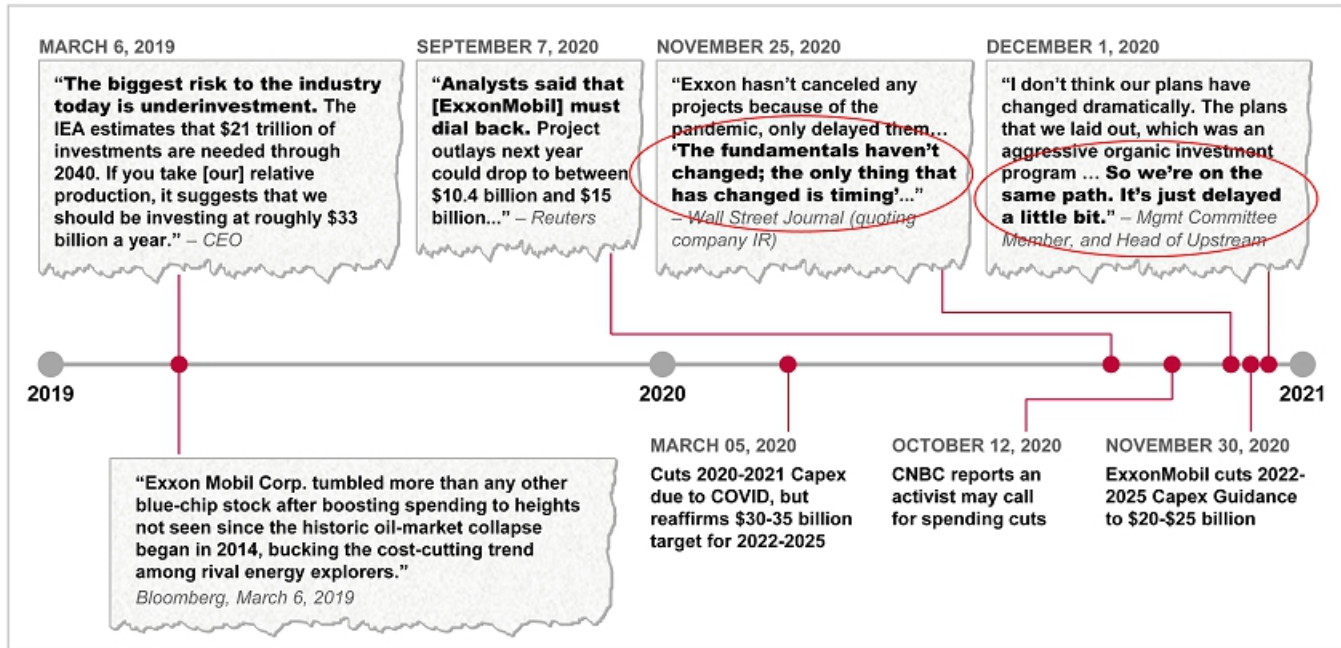 MARCH 6, 2019
“The biggest risk to the industry
today is underinvestment. The
IEA estimates that $21 trillion of
investments are needed through
2040. If you take [our] relative
production, it suggests that we
should be investing at roughly $33
billion a year.” – CEO
SEPTEMBER 7, 2020
“Analysts said that
[ExxonMobil] must
dial back. Project
outlays next year
could drop to between
$10.4 billion and $15
billion...” – Reuters
NOVEMBER 25, 2020
“Exxon hasn’t canceled any
projects because of the
pandemic, only delayed them…
‘The fundamentals haven’t
changed; the only thing that
has changed is timing’...”
– Wall Street Journal (quoting
company IR)
DECEMBER 1, 2020
“I don’t think our plans have
changed dramatically. The plans
that we laid out, which was an
aggressive organic investment
program ... So we’re on the
same path. It’s just delayed
a little bit.” – Mgmt Committee
Member, and Head of Upstream
2019
2020
2021
“Exxon Mobil Corp. tumbled more than any other
blue-chip stock after boosting spending to heights
not seen since the historic oil-market collapse
began in 2014, bucking the cost-cutting trend
among rival energy explorers.”
Bloomberg, March 6, 2019
MARCH 05, 2020
Cuts 2020-2021 Capex
due to COVID, but
reaffirms $30-35 billion
target for 2022-2025
OCTOBER 12, 2020
CNBC reports an
activist may call
for spending cuts
NOVEMBER 30, 2020
ExxonMobil cuts 2022-
2025 Capex Guidance
to $20-$25 billion